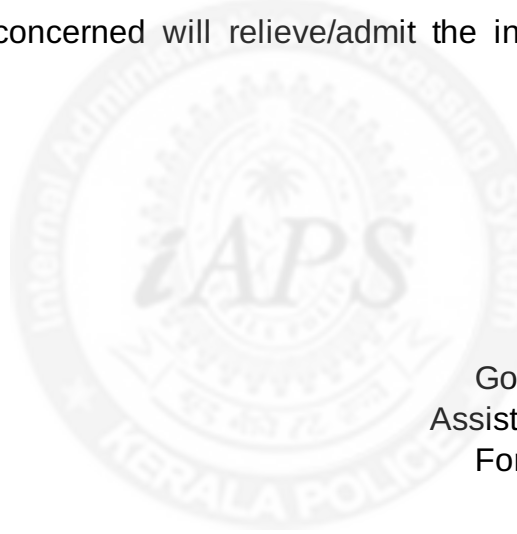 concerned will relieve/admit the in
Internal Administration Processing System
iAPS
KERALA POLICE
Go
Assist
For